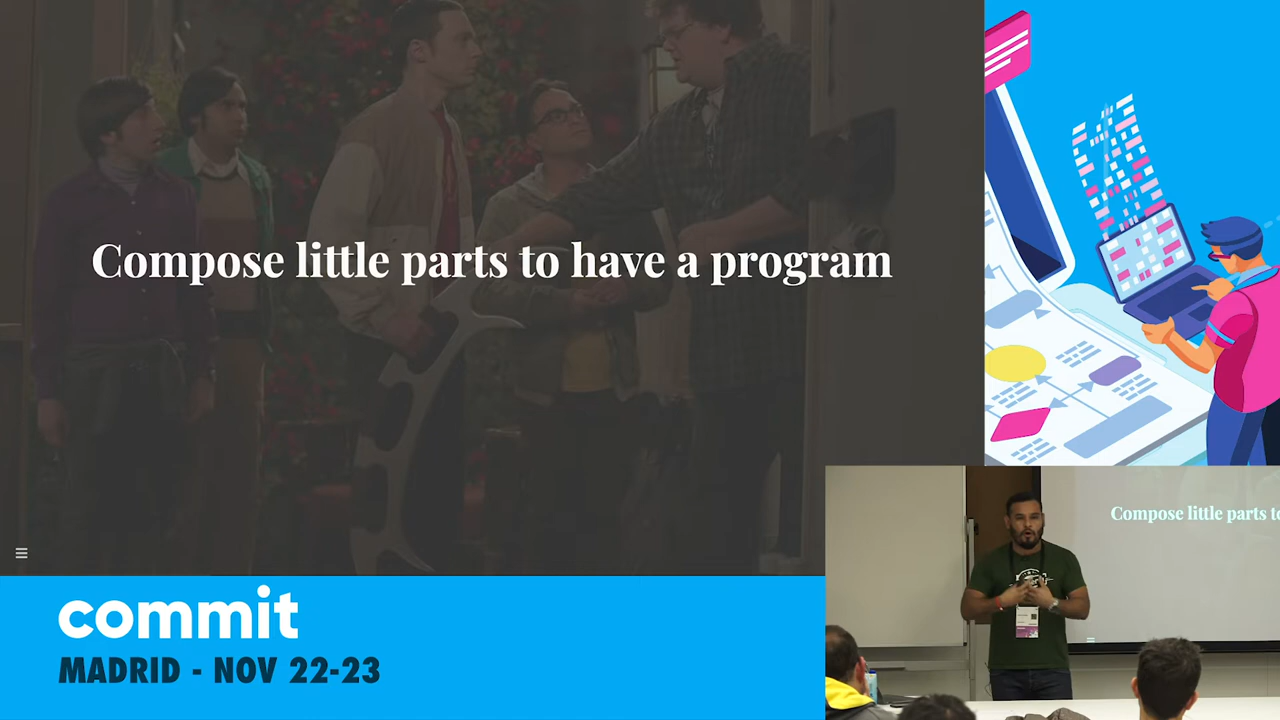 Compose little parts to have a program
Compose little parts to
commit
MADRID - NOV 22-23